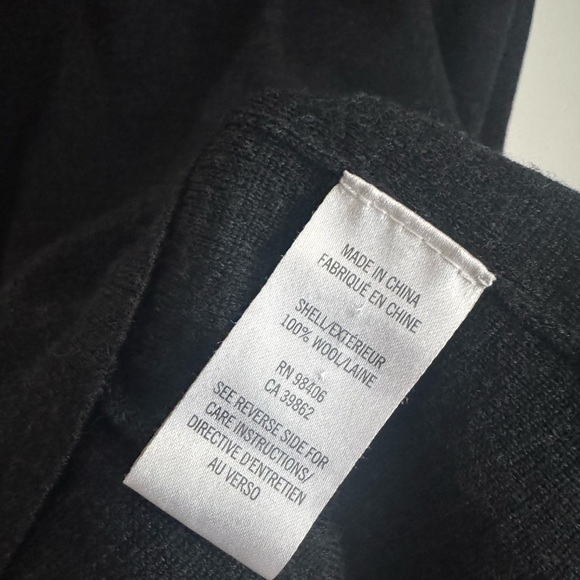 MADE IN CHINA
FABRIQUÉ EN CHINE
SHELL/EXTÉRIEUR
100% WOOL/LAINE
RN 98406
CA 39862
SEE REVERSE SIDE FOR
CARE INSTRUCTIONS/
DIRECTIVE D'ENTRETIEN
AU VERSO